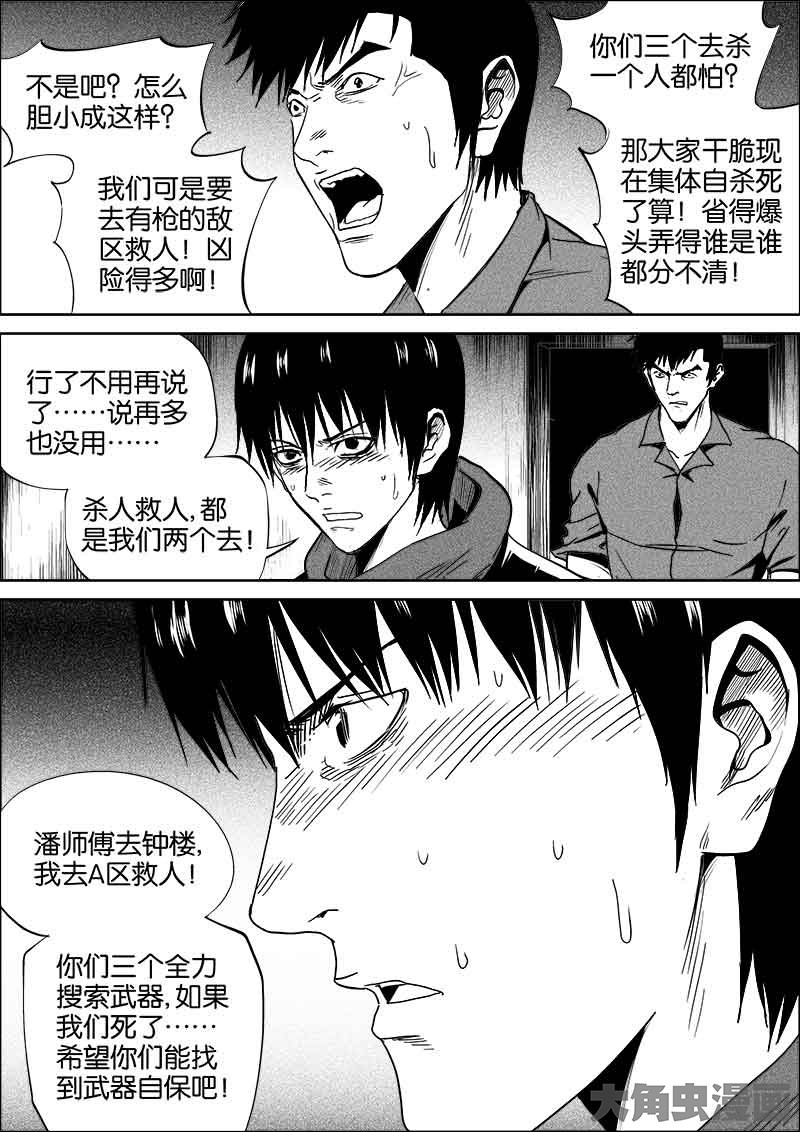 不是吧？怎么
胆小成这样？
我们可是要
去有枪的敌
区救人！凶
险得多啊！
你们三个去杀
一个人都怕？
那大家干脆现
在集体自杀死
了算！省得爆
头弄得谁是谁
都分不清！
行了不用再说
了……说再多
也没用……
杀人救人,都
是我们两个去！
潘师傅去钟楼,
我去A区救人！
你们三个全力
搜索武器,如果
我们死了……
希望你们能找
到武器自保吧！
大角虫漫画